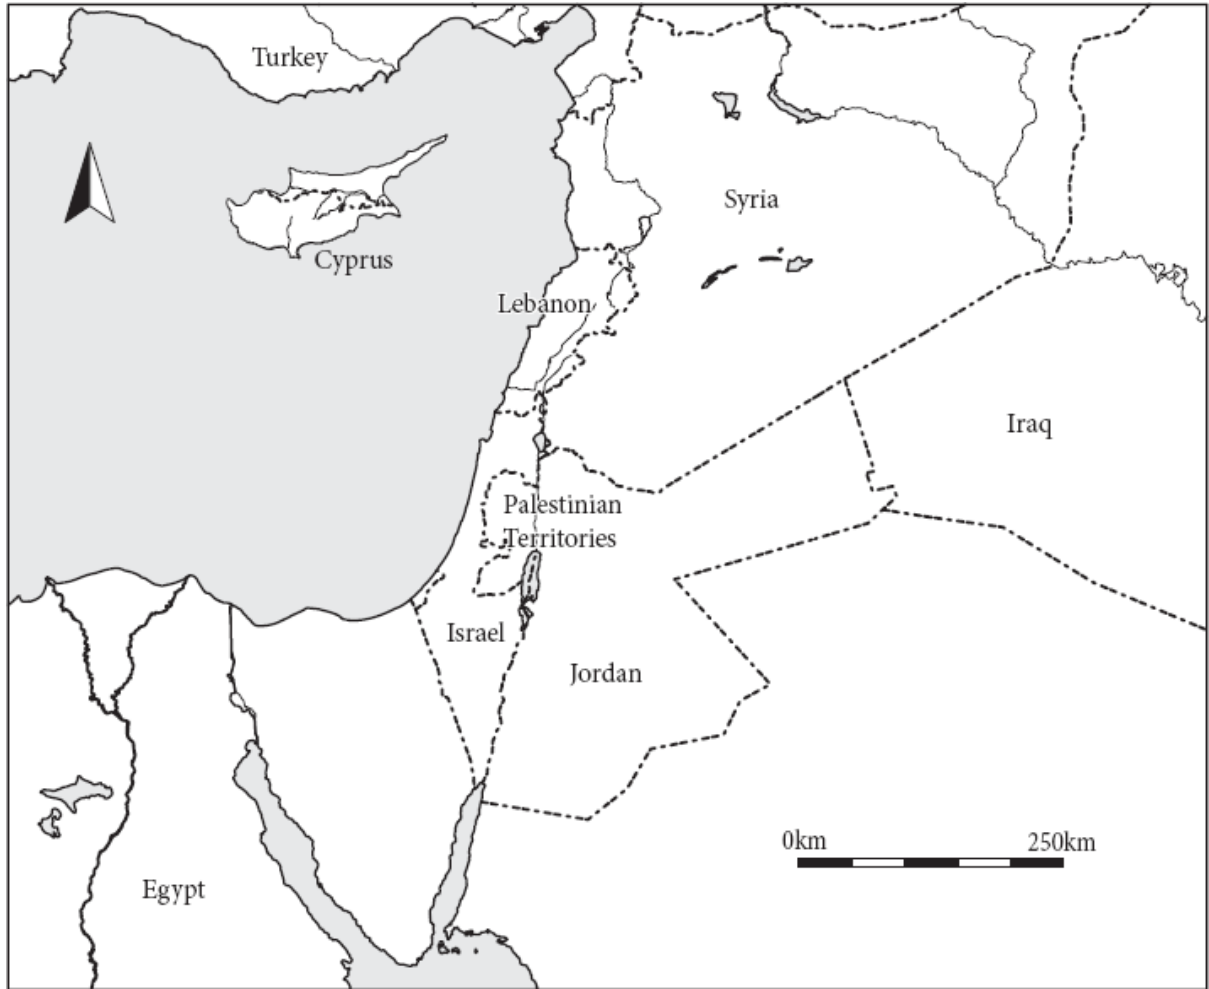 Turkey
Syria
Cyprus
Lebanon
Iraq
Palestinian
Territories
Israel
Jordan
0km 250km
Egypt